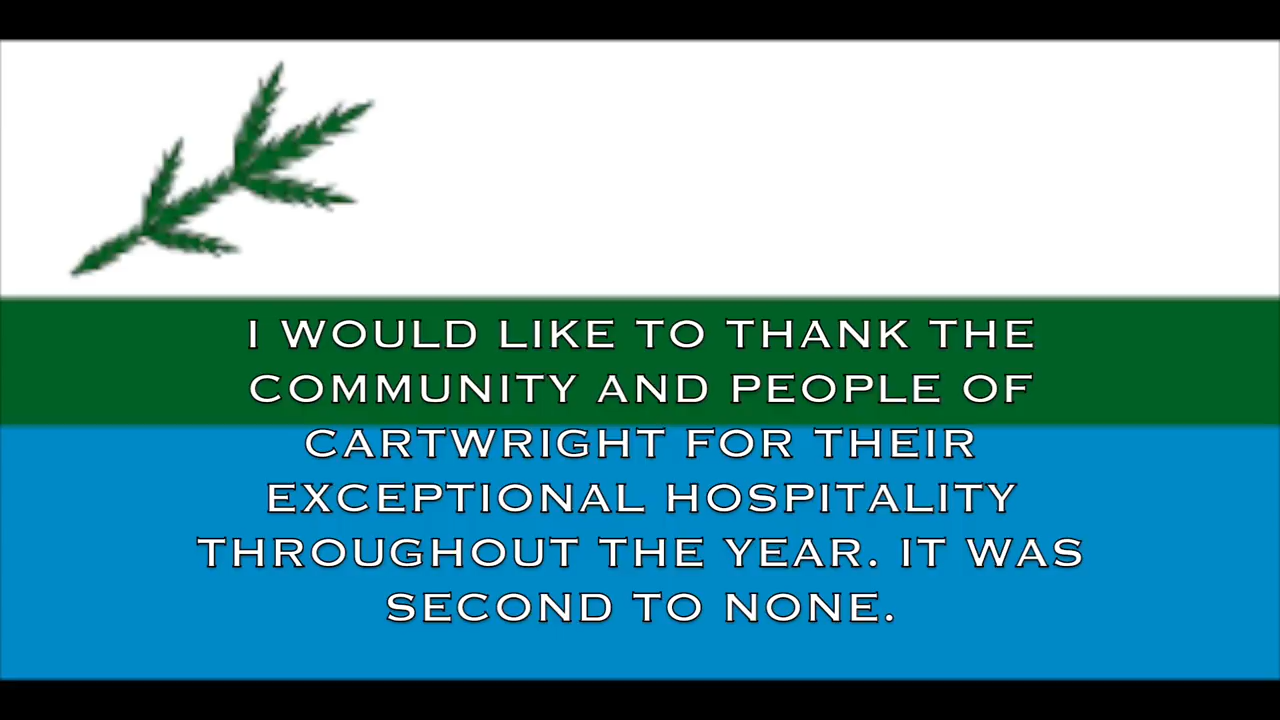 I WOULD LIKE TO THANK THE
COMMUNITY AND PEOPLE OF
CARTWRIGHT FOR THEIR
EXCEPTIONAL HOSPITALITY
THROUGHOUT THE YEAR. IT WAS
SECOND TO NONE.